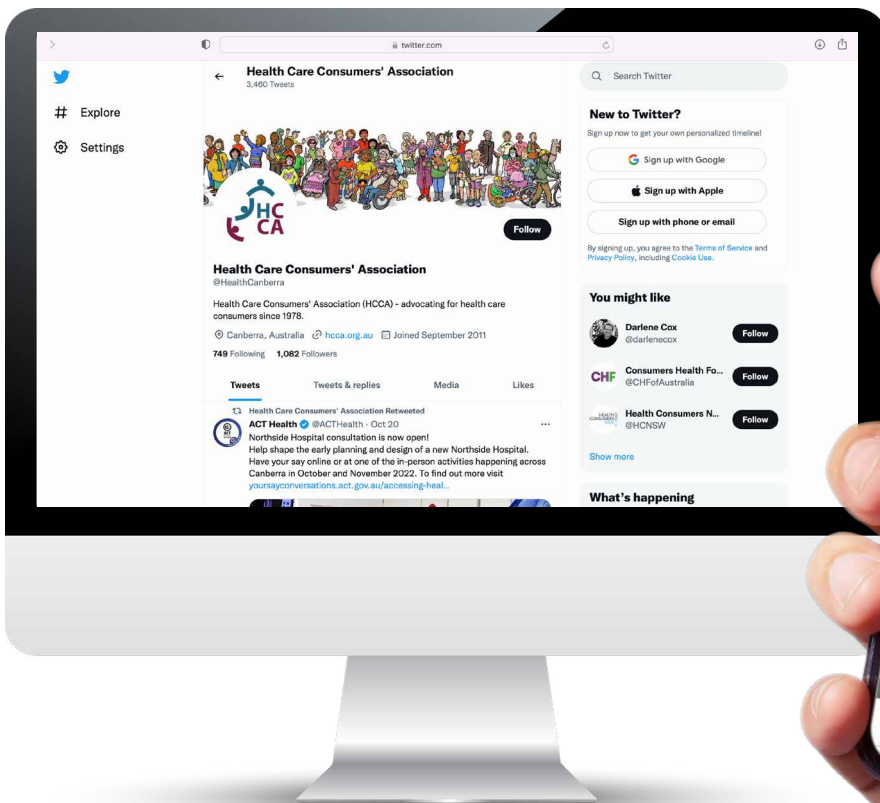 twitter.com
Explore
Settings
Health Care Consumers' Association
3,460 Tweets
HC
CA
Follow
Health Care Consumers' Association
@HealthCanberra
Health Care Consumers' Association (HCCA) - advocating for health care
consumers since 1978.
Canberra, Australia hcca.org.au Joined September 2011
749 Following 1,082 Followers
Tweets Tweets & replies Media Likes
Health Care Consumers' Association Retweeted
ACT Health @ACTHealth · Oct 20 ...
Northside Hospital consultation is now open!
Help shape the early planning and design of a new Northside Hospital.
Have your say online or at one of the in-person activities happening across
Canberra in October and November 2022. To find out more visit
yoursayconversations.act.gov.au/accessing-heal...
Search Twitter
New to Twitter?
Sign up now to get your own personalized timeline!
Sign up with Google
Sign up with Apple
Sign up with phone or email
By signing up, you agree to the Terms of Service and
Privacy Policy, including Cookie Use.
You might like
Darlene Cox
@darlenecox
Follow
CHF
Consumers Health Fo...
@CHFofAustralia
Follow
Health Consumers N...
@HCNSW
Follow
Show more
What's happening